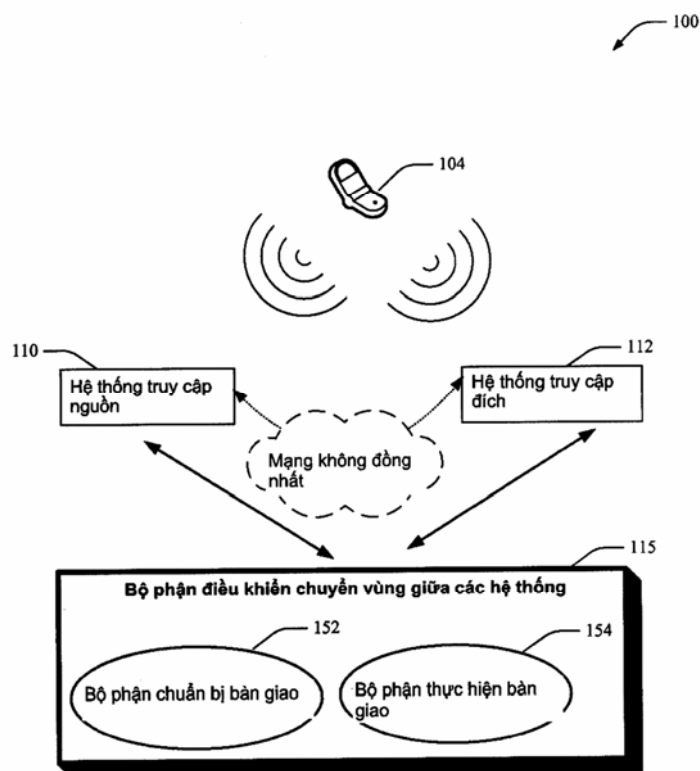 100
104
110
112
Hệ thống truy cập
nguồn
Hệ thống truy cập
đích
Mạng không đồng
nhất
115
Bộ phận điều khiển chuyển vùng giữa các hệ thống
152
154
Bộ phận chuẩn bị bàn giao
Bộ phận thực hiện bàn
giao